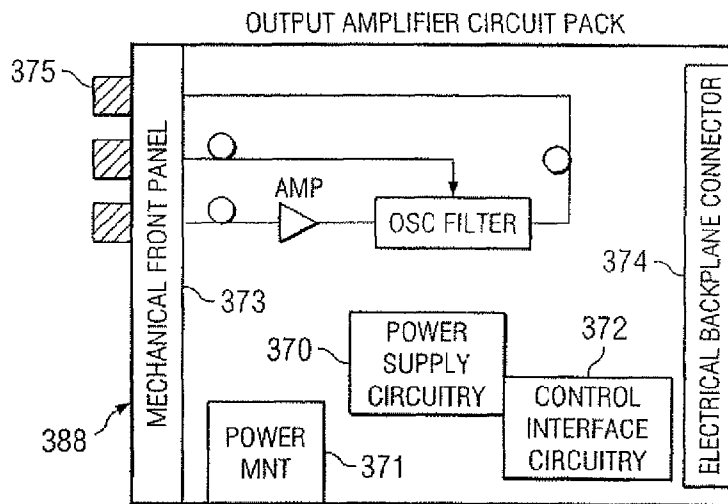 OUTPUT AMPLIFIER CIRCUIT PACK
375
MECHANICAL FRONT PANEL
AMP
OSC FILTER
ELECTRICAL BACKPLANE CONNECTOR
374
373
370
POWER
SUPPLY
CIRCUITRY
372
CONTROL
INTERFACE
CIRCUITRY
388
POWER
MNT
371